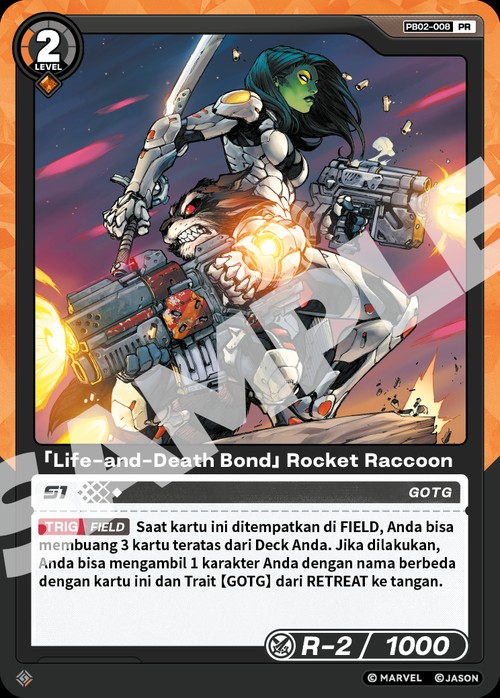 PB02-008 PR
2
LEVEL
SAMPLE
「Life-and-Death Bond」 Rocket Raccoon
S1
GOTG
TRIG FIELD Saat kartu ini ditempatkan di FIELD, Anda bisa
membuang 3 kartu teratas dari Deck Anda. Jika dilakukan,
Anda bisa mengambil 1 karakter Anda dengan nama berbeda
dengan kartu ini dan Trait 【GOTG】 dari RETREAT ke tangan.
R-2 / 1000
© MARVEL ©JASON